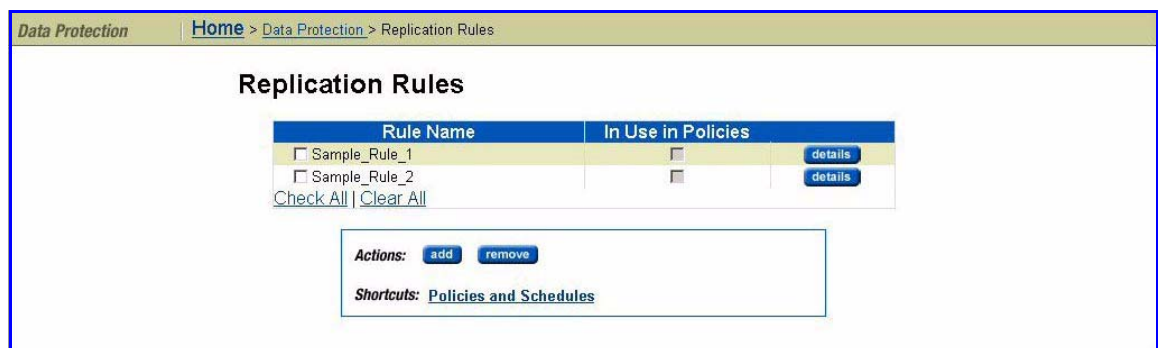 Data Protection Home > Data Protection > Replication Rules
Replication Rules
Rule Name In Use in Policies
Sample_Rule_1 details
Sample_Rule_2 details
Check All | Clear All
Actions: add remove
Shortcuts: Policies and Schedules